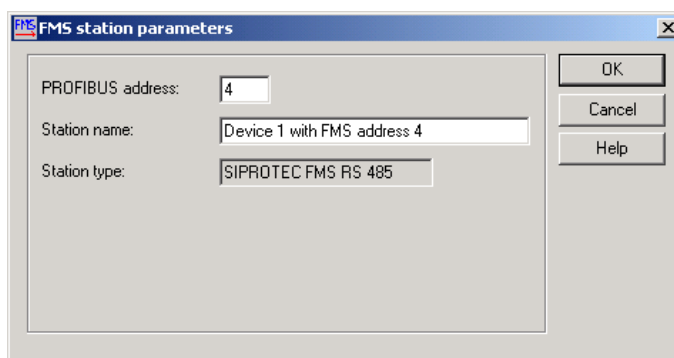 FMS FMS station parameters
PROFIBUS address: 4
Station name: Device 1 with FMS address 4
Station type: SIPROTEC FMS RS 485
OK
Cancel
Help